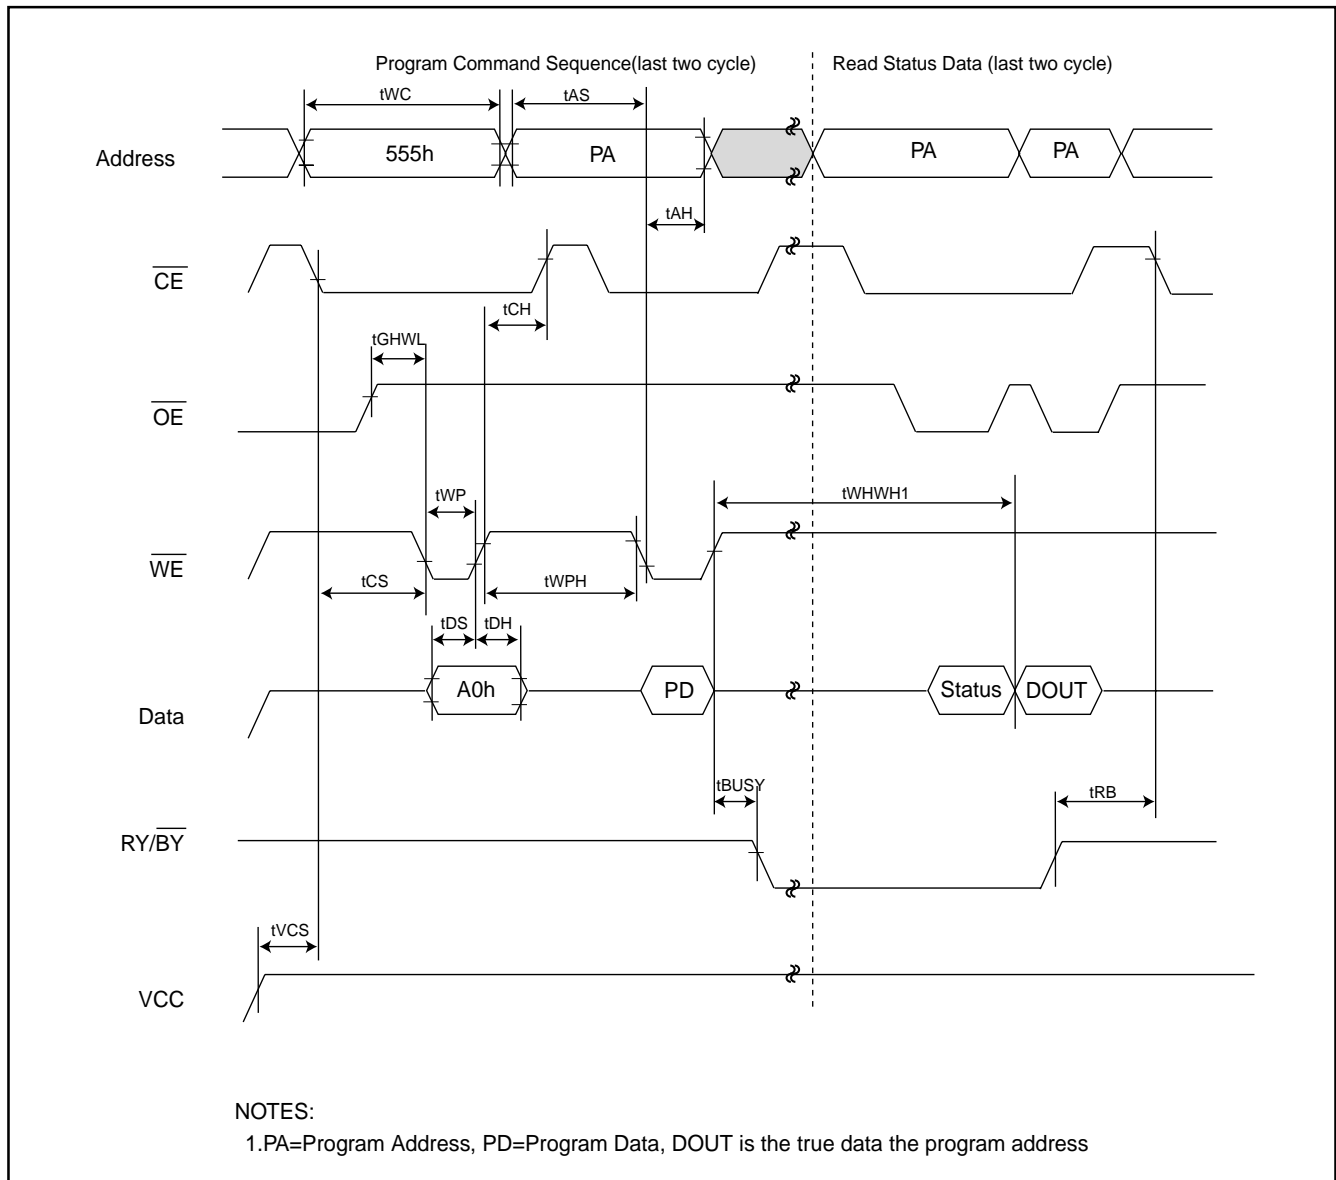 Program Command Sequence(last two cycle)
Read Status Data (last two cycle)
tWC
tAS
Address
555h
PA
PA
PA
tAH
CE
tCH
tGHWL
OE
tWP
tWHWH1
WE
tCS
tWPH
tDS
tDH
A0h
PD
Status
DOUT
Data
tBUSY
tRB
RY/BY
tVCS
VCC
NOTES:
1.PA=Program Address, PD=Program Data, DOUT is the true data the program address